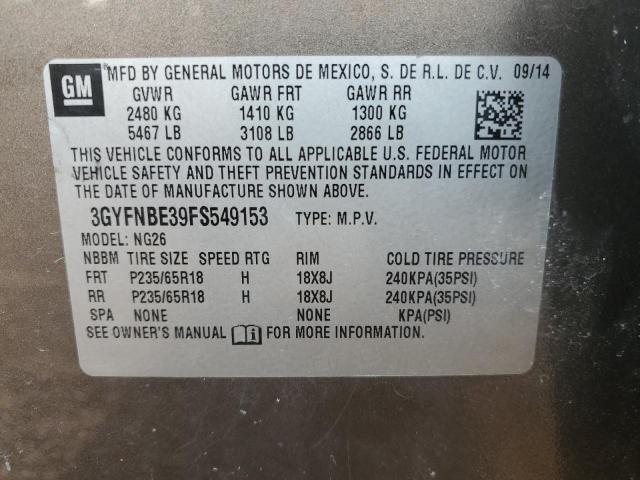 GM
MFD BY GENERAL MOTORS DE MEXICO, S. DE R.L. DE C.V. 09/14
GVWR GAWR FRT GAWR RR
2480 KG 1410 KG 1300 KG
5467 LB 3108 LB 2866 LB
THIS VEHICLE CONFORMS TO ALL APPLICABLE U.S. FEDERAL MOTOR
VEHICLE SAFETY AND THEFT PREVENTION STANDARDS IN EFFECT
ON THE DATE OF MANUFACTURE SHOWN ABOVE.
3GYFNBE39FS549153 TYPE: M.P.V.
MODEL: NG26
NBBM TIRE SIZE SPEED RTG RIM COLD TIRE PRESSURE
FRT P235/65R18 H 18X8J 240KPA(35PSI)
RR P235/65R18 H 18X8J 240KPA(35PSI)
SPA NONE NONE KPA(PSI)
SEE OWNER'S MANUAL FOR MORE INFORMATION.